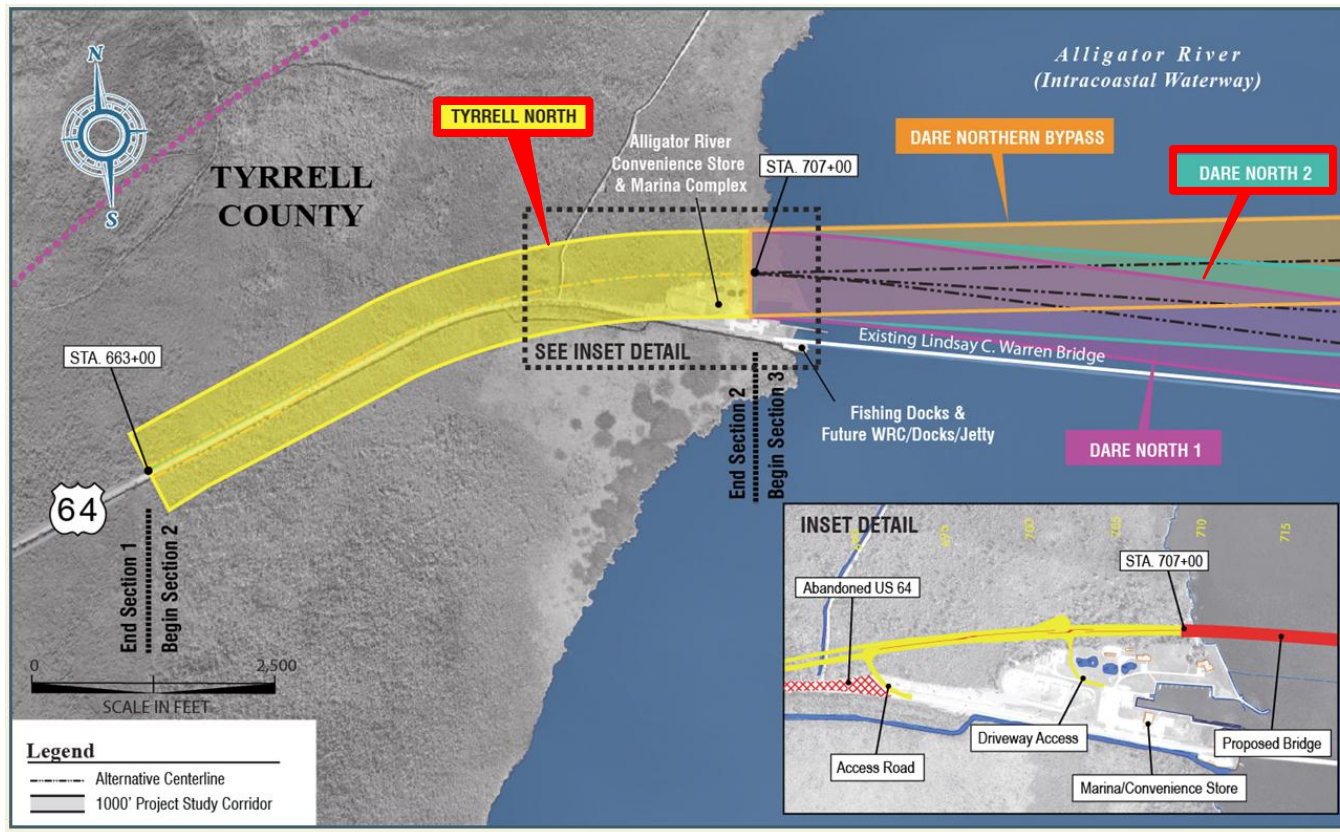 N
S
TYRRELL
COUNTY
TYRRELL NORTH
Alligator River
Convenience Store
& Marina Complex
STA. 707+00
Alligator River
(Intracoastal Waterway)
DARE NORTHERN BYPASS
DARE NORTH 2
STA. 663+00
SEE INSET DETAIL
Existing Lindsay C. Warren Bridge
Fishing Docks &
Future WRC/Docks/Jetty
DARE NORTH 1
End Section 2
Begin Section 3
64
End Section 1
Begin Section 2
0
2,500
SCALE IN FEET
Legend
Alternative Centerline
1000' Project Study Corridor
INSET DETAIL
695
700
705
710
715
STA. 707+00
Abandoned US 64
Access Road
Driveway Access
Proposed Bridge
Marina/Convenience Store